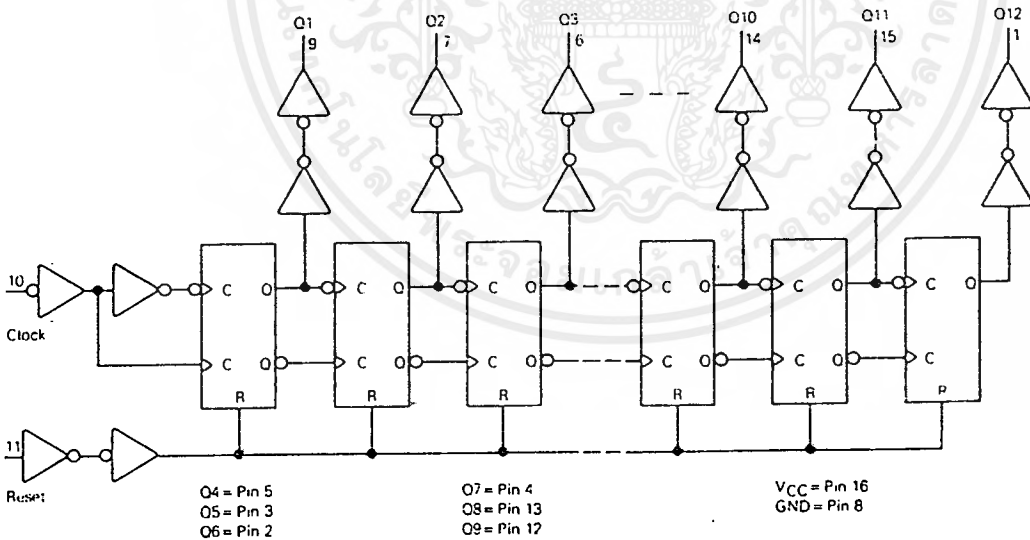 Q1 Q2 Q3 Q10 Q11 Q12
9 7 6 14 15 1
10 C Q C Q C Q C Q C Q C Q
Clock
C Q C Q C Q C Q C Q C
R R R R R R
11
Reset
Q4 = Pin 5 Q7 = Pin 4 VCC = Pin 16
Q5 = Pin 3 Q8 = Pin 13 GND = Pin 8
Q6 = Pin 2 Q9 = Pin 12